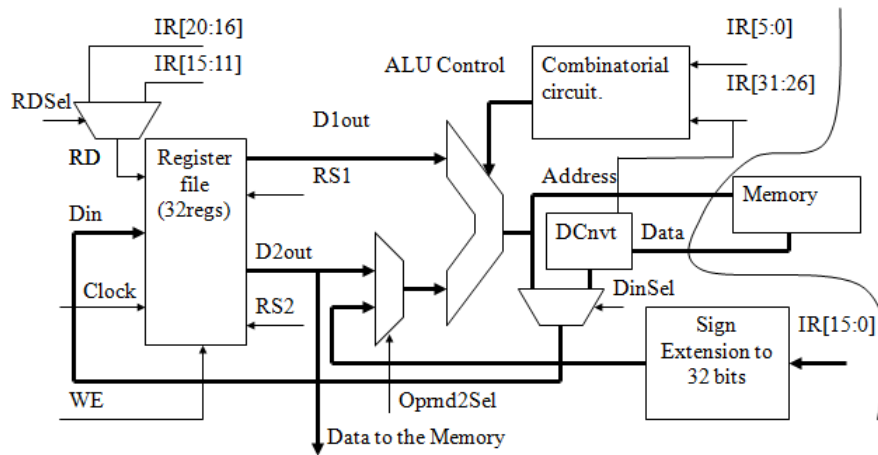 IR[20:16]
IR[15:11]
RDSel
RD
Register
file
(32regs)
D1out
RS1
Din
D2out
Clock
RS2
WE
ALU Control
Combinatorial
circuit.
IR[5:0]
IR[31:26]
Address
Memory
DCnvt
Data
DinSel
Sign
Extension to
32 bits
IR[15:0]
Oprnd2Sel
Data to the Memory